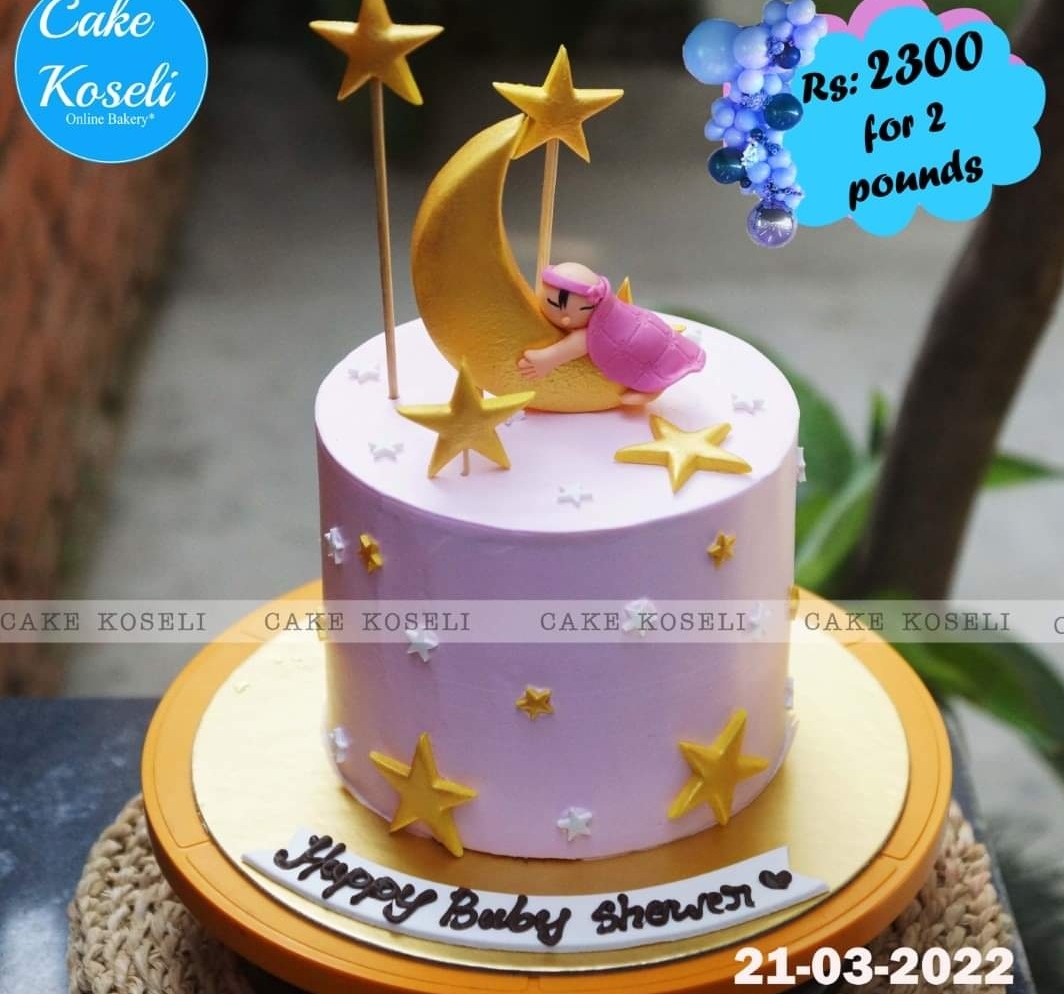 Cake
Koseli
Online Bakery*
Rs: 2300
for 2
pounds
CAKE KOSELI CAKE KOSELI CAKE KOSELI CAKE KOSELI C
Happy Baby Shower
21-03-2022